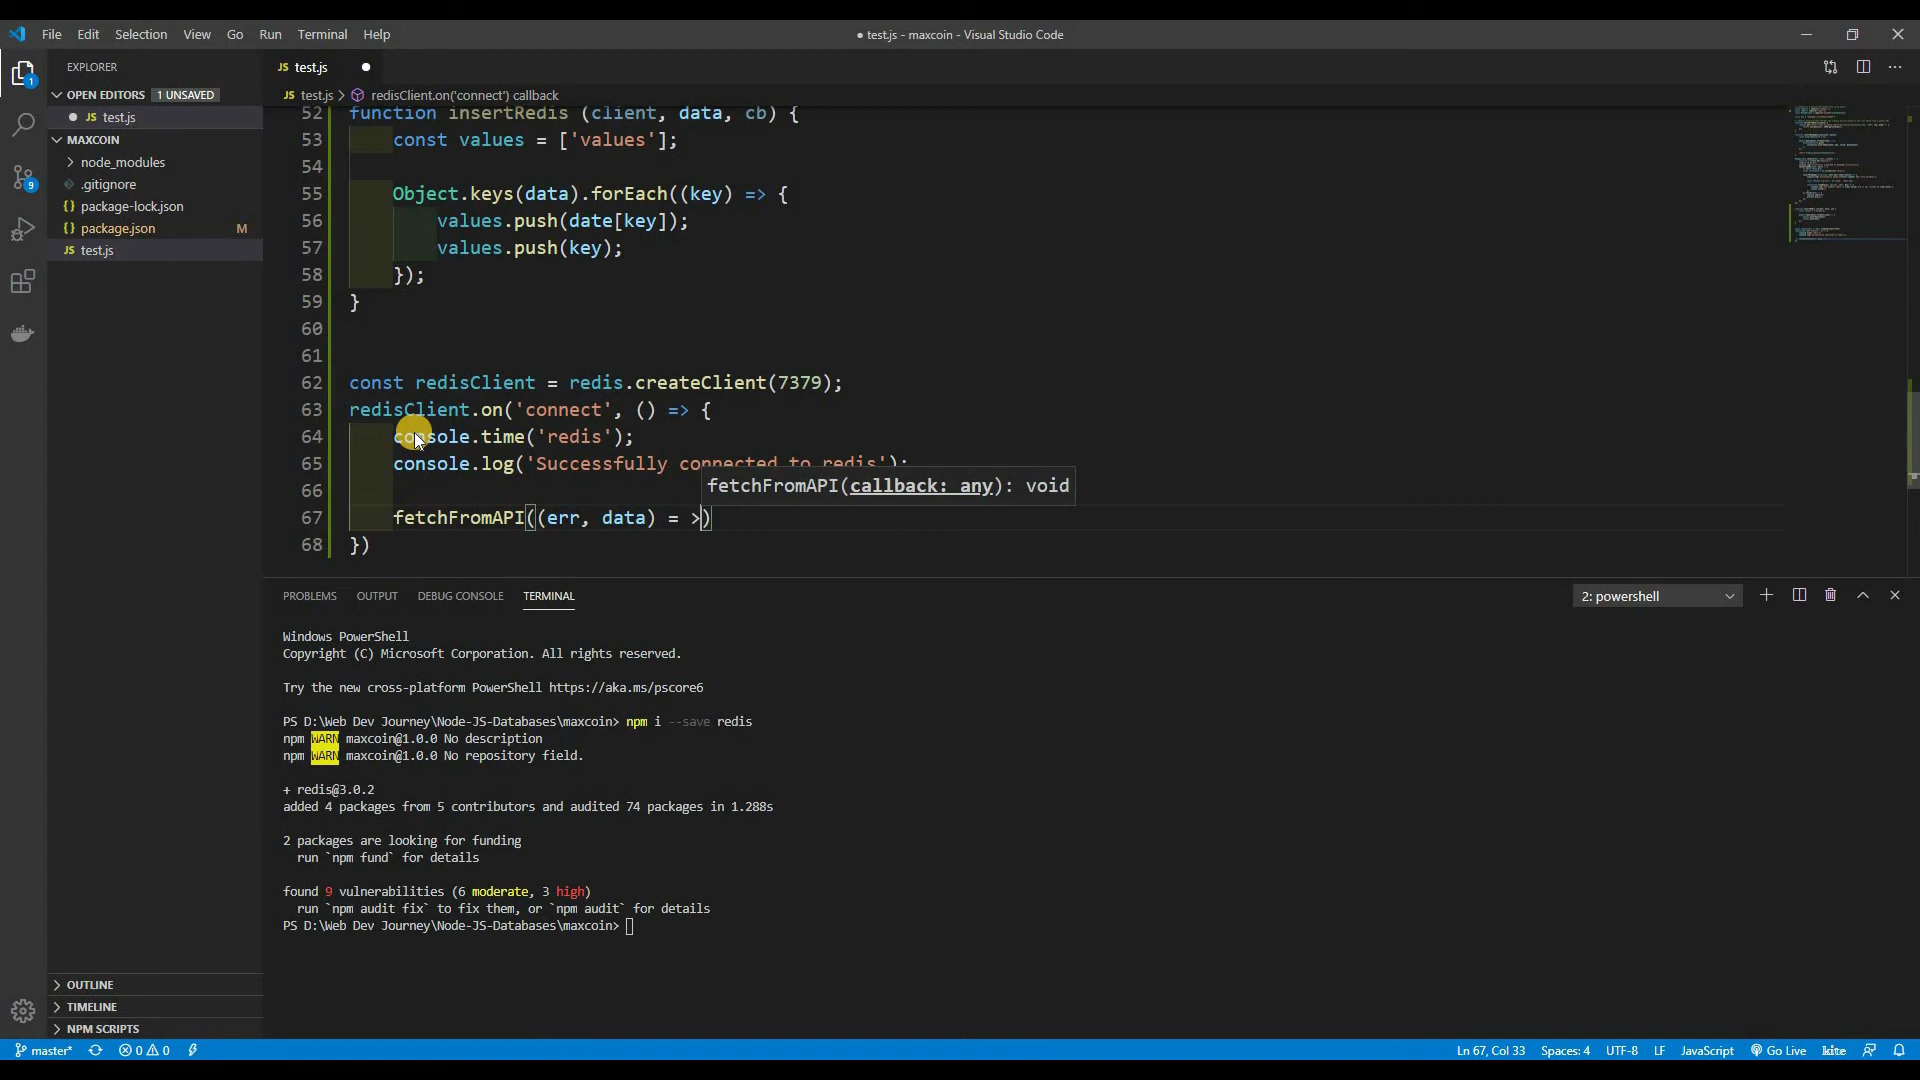 File Edit Selection View Go Run Terminal Help
● test.js - maxcoin - Visual Studio Code
EXPLORER
JS test.js
OPEN EDITORS 1 UNSAVED
JS test.js > redisClient.on('connect') callback
JS test.js
MAXCOIN
node_modules
.gitignore
{} package-lock.json
{} package.json M
JS test.js
1
9
52 function insertRedis (client, data, cb) {
53 const values = ['values'];
54
55 Object.keys(data).forEach((key) => {
56 values.push(date[key]);
57 values.push(key);
58 });
59 }
60
61
62 const redisClient = redis.createClient(7379);
63 redisClient.on('connect', () => {
64 console.time('redis');
65 console.log('Successfully connected to redis');
66
fetchFromAPI(callback: any): void
67 fetchFromAPI((err, data) = >)
68 })
PROBLEMS OUTPUT DEBUG CONSOLE TERMINAL
2: powershell
Windows PowerShell
Copyright (C) Microsoft Corporation. All rights reserved.
Try the new cross-platform PowerShell https://aka.ms/pscore6
PS D:\Web Dev Journey\Node-JS-Databases\maxcoin> npm i --save redis
npm WARN maxcoin@1.0.0 No description
npm WARN maxcoin@1.0.0 No repository field.
+ redis@3.0.2
added 4 packages from 5 contributors and audited 74 packages in 1.288s
2 packages are looking for funding
run `npm fund` for details
found 9 vulnerabilities (6 moderate, 3 high)
run `npm audit fix` to fix them, or `npm audit` for details
PS D:\Web Dev Journey\Node-JS-Databases\maxcoin>
OUTLINE
TIMELINE
NPM SCRIPTS
master* 0 0
Ln 67, Col 33 Spaces: 4 UTF-8 LF JavaScript Go Live kite